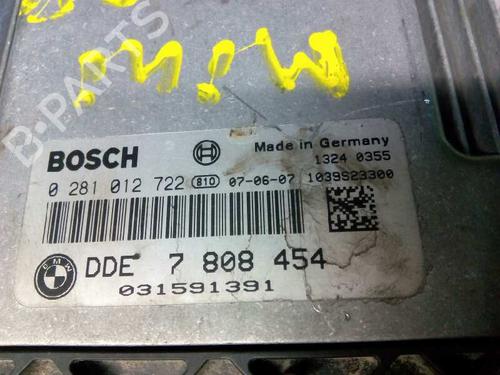 B-PARTS
BOSCH
Made in Germany
1324 0355
0 281 012 722 810 07-06-07 1039S23300
BMW
DDE 7 808 454
031591391